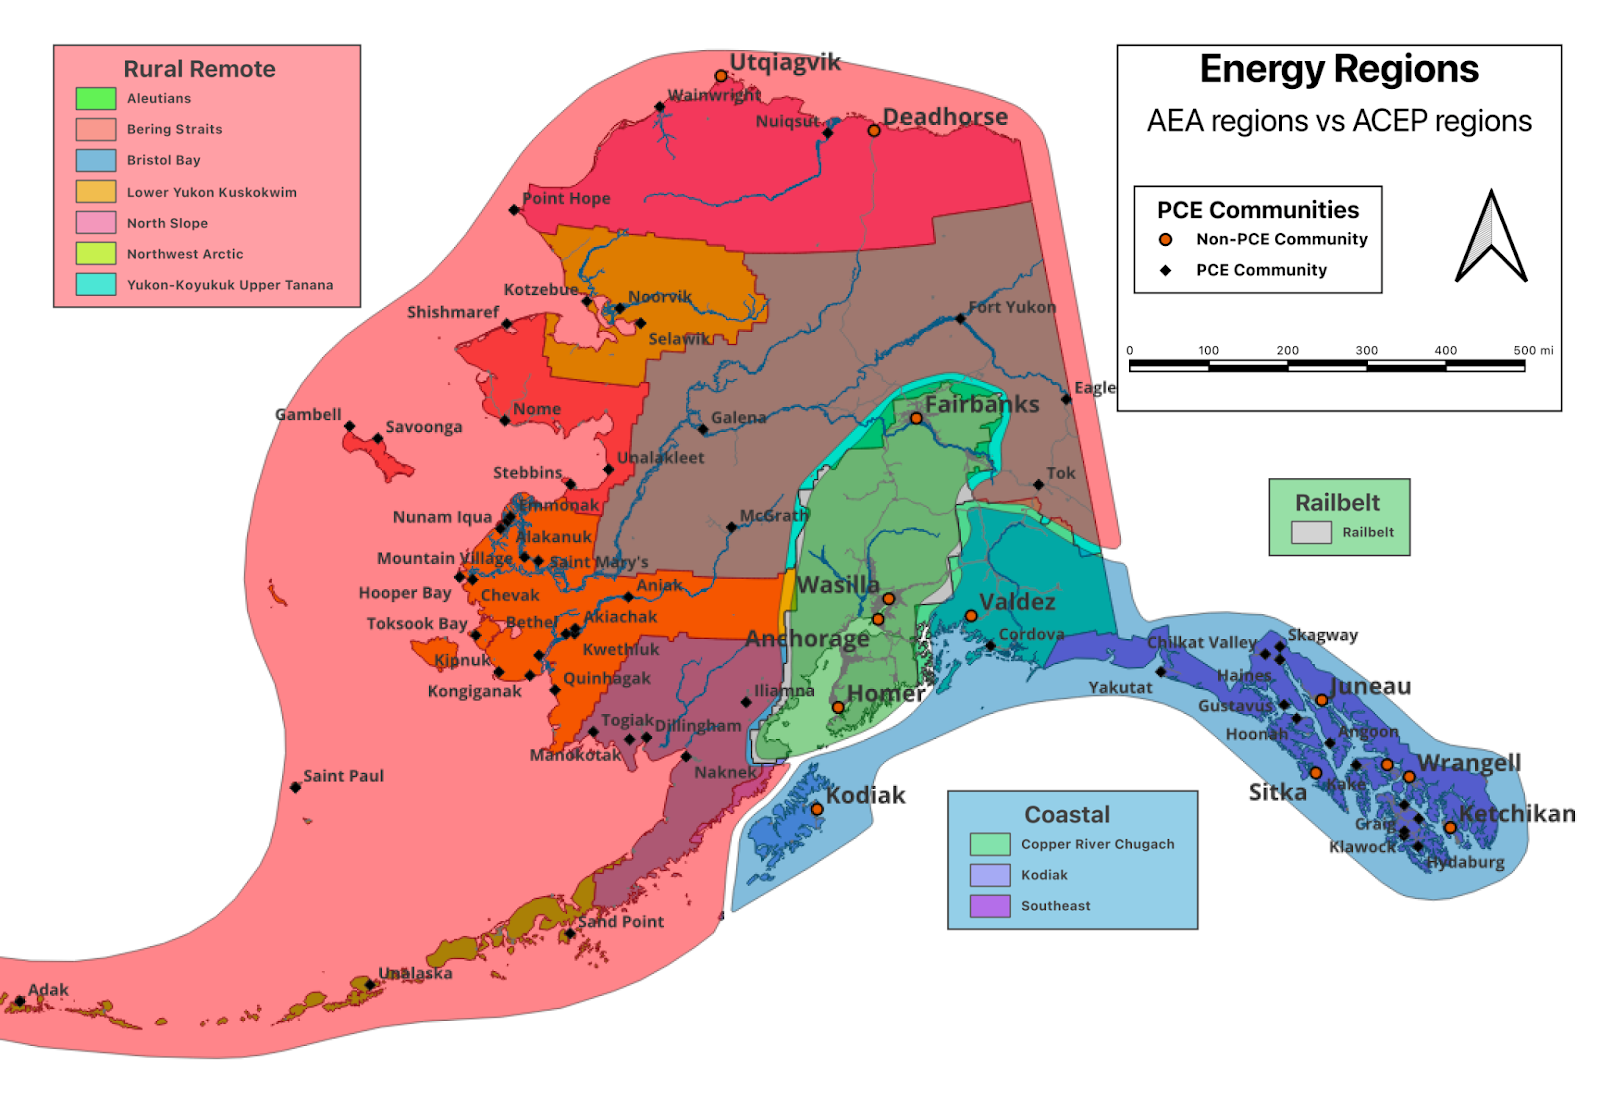 Rural Remote
Aleutians
Bering Straits
Bristol Bay
Lower Yukon Kuskokwim
North Slope
Northwest Arctic
Yukon-Koyukuk Upper Tanana
Energy Regions
AEA regions vs ACEP regions
PCE Communities
Non-PCE Community
PCE Community
0 100 200 300 400 500 mi
Railbelt
Railbelt
Coastal
Copper River Chugach
Kodiak
Southeast
Utqiagvik
Wainwright
Nuiqsut
Deadhorse
Point Hope
Kotzebue
Noorvik
Shishmaref
Selawik
Fort Yukon
Eagle
Gambell
Savoonga
Nome
Galena
Fairbanks
Unalakleet
Stebbins
Tok
Emmonak
Nunam Iqua
McGrath
Alakanuk
Mountain Village
Saint Mary's
Hooper Bay
Chevak
Aniak
Wasilla
Valdez
Toksook Bay
Bethel
Akiachak
Anchorage
Cordova
Kwethluk
Kipnuk
Chilkat Valley
Skagway
Kongiganak
Quinhagak
Iliamna
Homer
Yakutat
Haines
Juneau
Gustavus
Togiak
Dillingham
Hoonah
Angoon
Manokotak
Naknek
Wrangell
Saint Paul
Kodiak
Sitka
Kake
Ketchikan
Craig
Klawock
Hydaburg
Sand Point
Unalaska
Adak